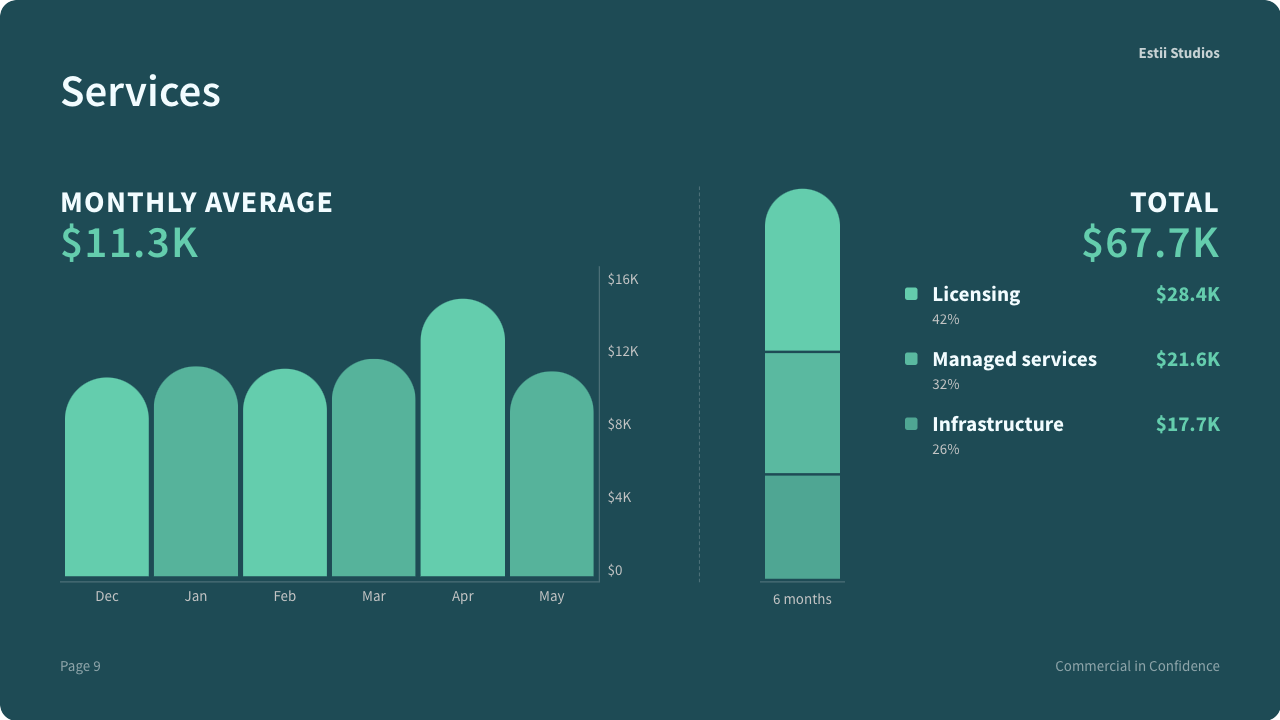 Estii Studios
Services
MONTHLY AVERAGE
$11.3K
$16K
$12K
$8K
$4K
$0
Dec Jan Feb Mar Apr May
6 months
TOTAL
$67.7K
Licensing $28.4K
42%
Managed services $21.6K
32%
Infrastructure $17.7K
26%
Page 9
Commercial in Confidence